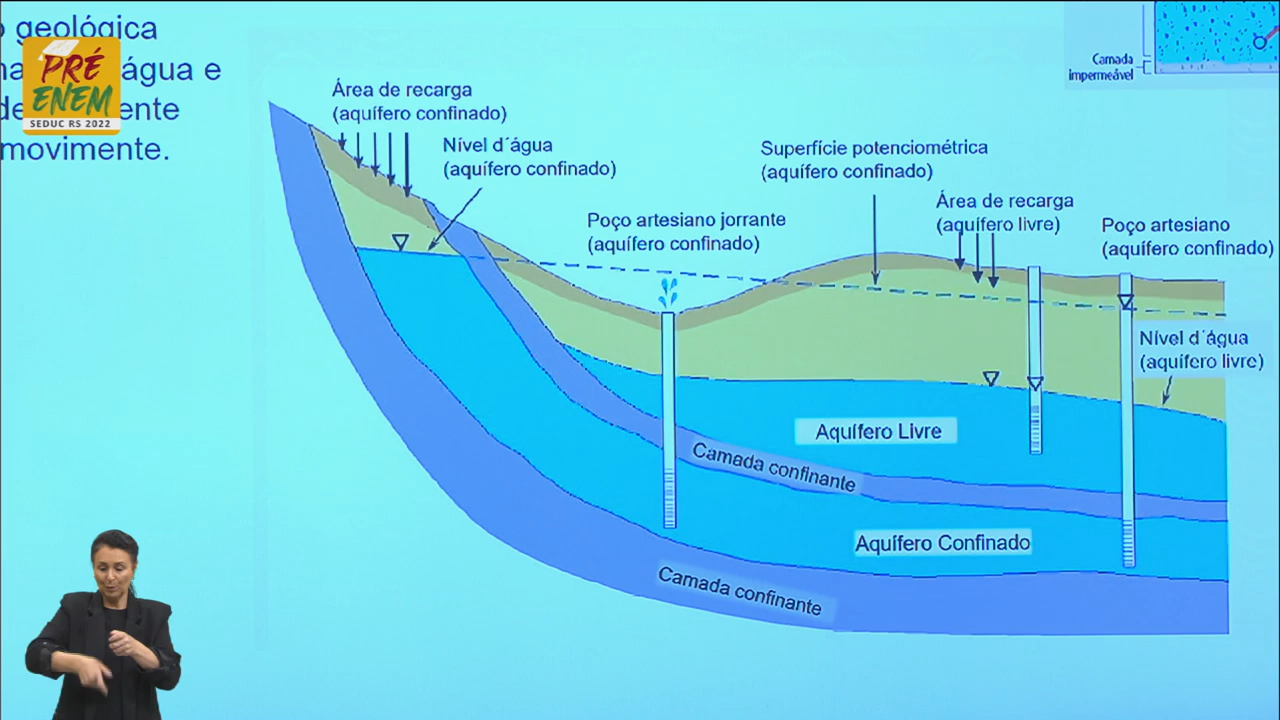 geológica
água e
movimente.
PRÉ
ENEM
SEDUC RS 2022
Camada
impermeável
Área de recarga
(aquífero confinado)
Nível d´água
(aquífero confinado)
Poço artesiano jorrante
(aquífero confinado)
Superfície potenciométrica
(aquífero confinado)
Área de recarga
(aquífero livre)
Poço artesiano
(aquífero confinado)
Nível d´água
(aquífero livre)
Aquífero Livre
Camada confinante
Aquífero Confinado
Camada confinante